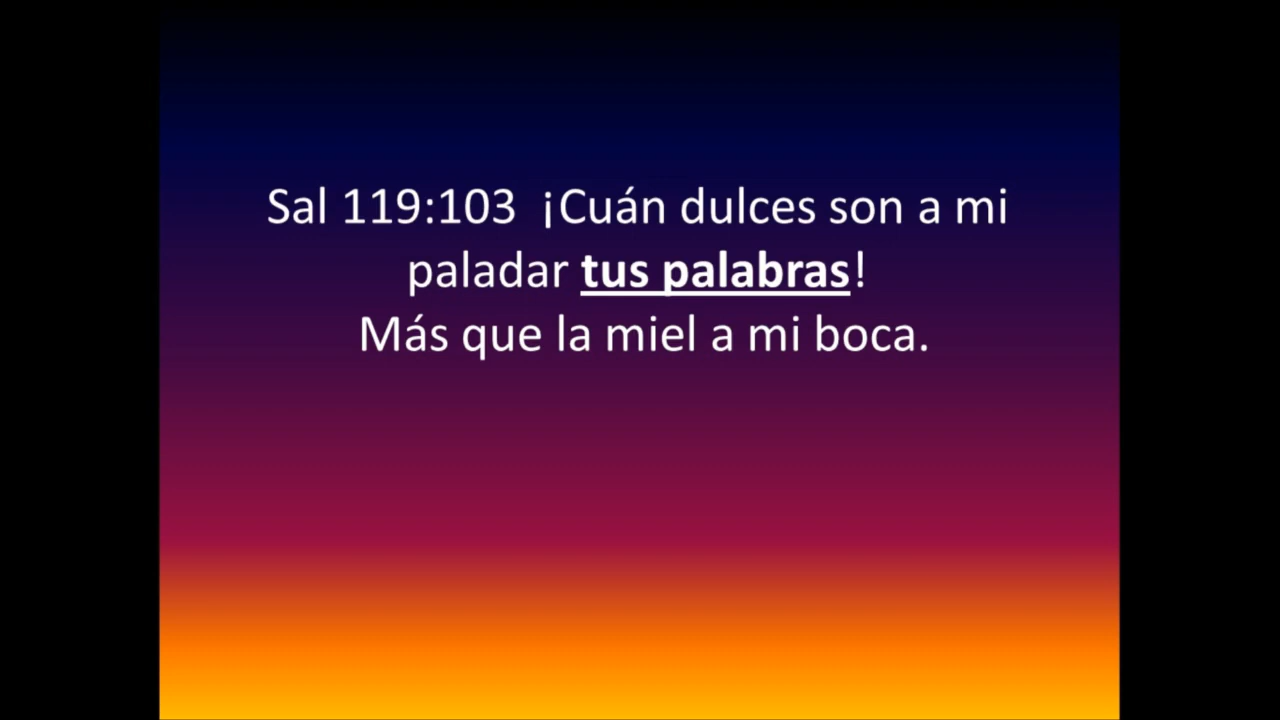 Sal 119:103  ¡Cuán dulces son a mi
paladar tus palabras!
Más que la miel a mi boca.